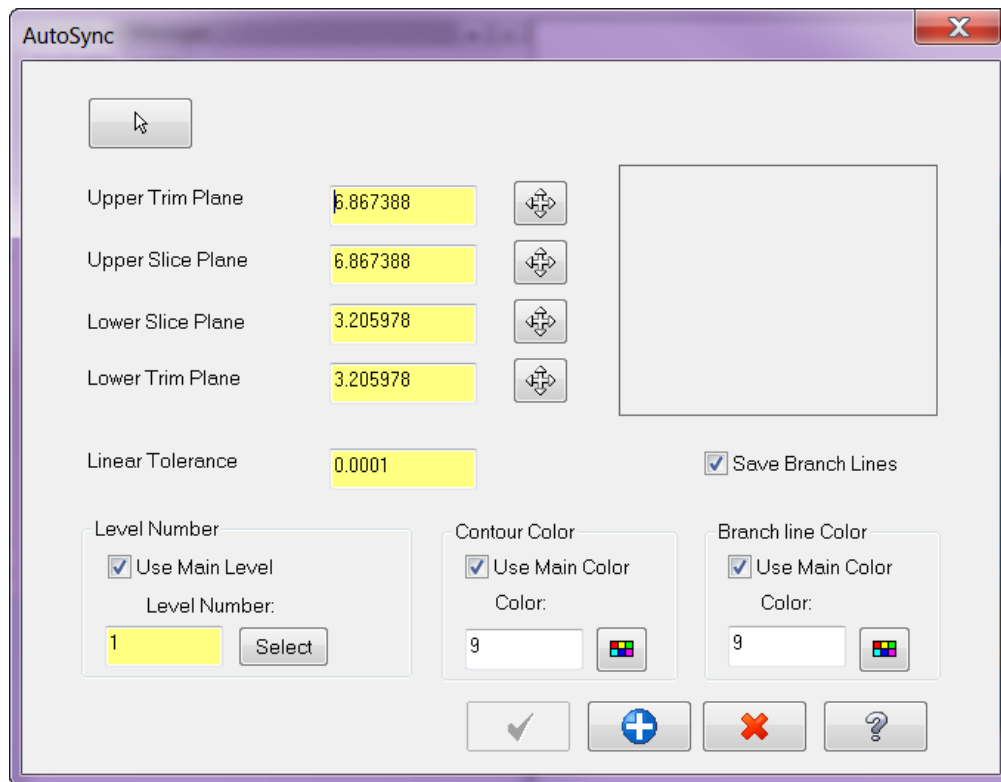 AutoSync
Upper Trim Plane 6.867388
Upper Slice Plane 6.867388
Lower Slice Plane 3.205978
Lower Trim Plane 3.205978
Linear Tolerance 0.0001
Save Branch Lines
Level Number
Use Main Level
Level Number:
1 Select
Contour Color
Use Main Color
Color:
9
Branch line Color
Use Main Color
Color:
9